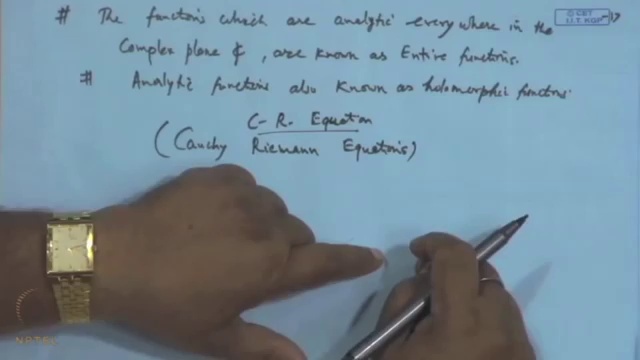 # The functions which are analytic everywhere in the
Complex plane ₵, are known as Entire functions.
# Analytic functions also known as holomorphic functions.
C-R. Equation
(Cauchy Riemann Equations)
© CET
I.I.T. KGP
NPTEL